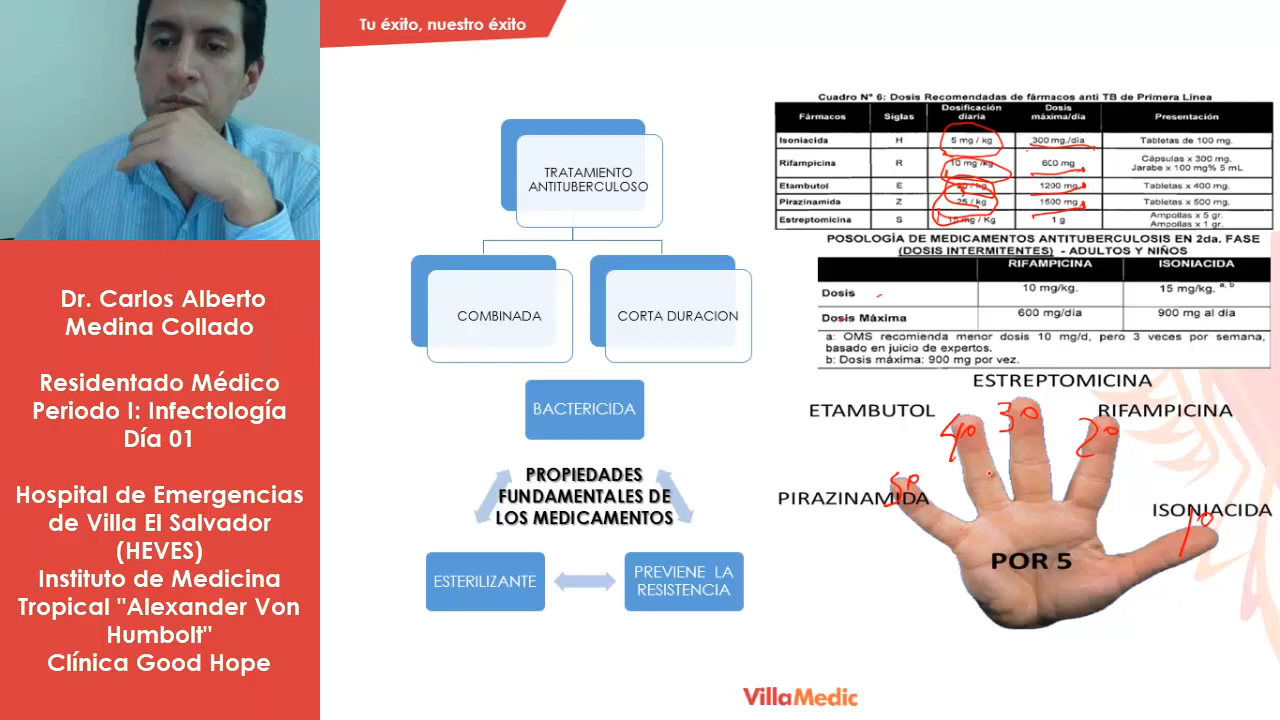 Tu éxito, nuestro éxito
Dr. Carlos Alberto
Medina Collado
Residentado Médico
Periodo I: Infectología
Día 01
Hospital de Emergencias
de Villa El Salvador
(HEVES)
Instituto de Medicina
Tropical "Alexander Von
Humbolt"
Clínica Good Hope
TRATAMIENTO
ANTITUBERCULOSO
COMBINADA
CORTA DURACION
BACTERICIDA
PROPIEDADES
FUNDAMENTALES DE
LOS MEDICAMENTOS
ESTERILIZANTE
PREVIENE LA
RESISTENCIA
Cuadro N° 6: Dosis Recomendadas de fármacos anti TB de Primera Línea
Fármacos Siglas Dosificación diaria Dosis máxima/día Presentación
Isoniacida H 5 mg / kg 300 mg./día Tabletas de 100 mg.
Rifampicina R 10 mg /kg 600 mg Cápsulas x 300 mg.
Jarabe x 100 mg% 5 mL
Etambutol E 20 / kg 1200 mg Tabletas x 400 mg.
Pirazinamida Z 25 / kg 1500 mg Tabletas x 500 mg.
Estreptomicina S 15 mg / Kg 1 g Ampollas x 5 gr.
Ampollas x 1 gr.
POSOLOGÍA DE MEDICAMENTOS ANTITUBERCULOSIS EN 2da. FASE
(DOSIS INTERMITENTES) - ADULTOS Y NIÑOS
RIFAMPICINA ISONIACIDA
Dosis 10 mg/kg. 15 mg/kg. a, b
Dosis Máxima 600 mg/día 900 mg al día
a: OMS recomienda menor dosis 10 mg/d, pero 3 veces por semana,
basado en juicio de expertos.
b: Dosis máxima: 900 mg por vez.
ESTREPTOMICINA
ETAMBUTOL
RIFAMPICINA
4º 3º 2º
PIRAZINAMIDA
5º
ISONIACIDA
1º
POR 5
VillaMedic